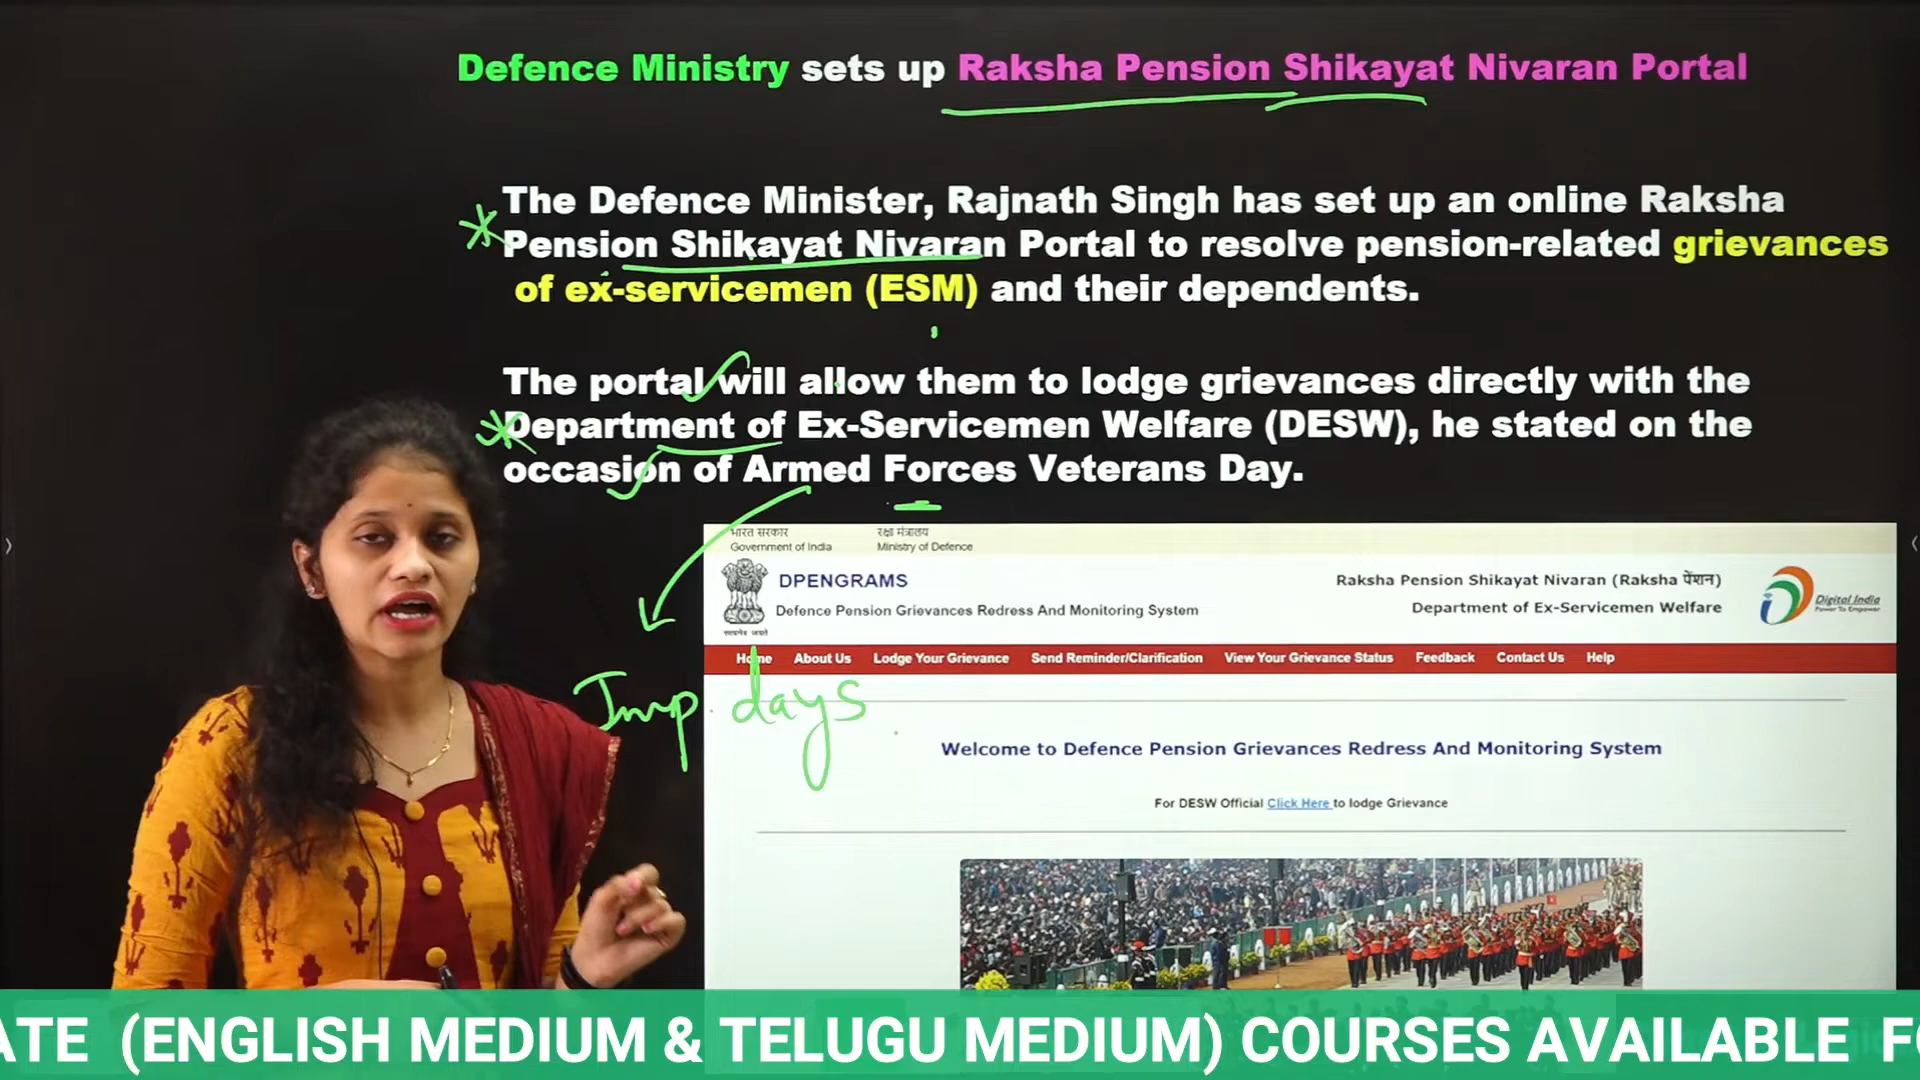 Defence Ministry sets up Raksha Pension Shikayat Nivaran Portal
The Defence Minister, Rajnath Singh has set up an online Raksha
Pension Shikayat Nivaran Portal to resolve pension-related grievances
of ex-servicemen (ESM) and their dependents.
The portal will allow them to lodge grievances directly with the
Department of Ex-Servicemen Welfare (DESW), he stated on the
occasion of Armed Forces Veterans Day.
भारत सरकार रक्षा मंत्रालय
Government of India Ministry of Defence
DPENGRAMS
Defence Pension Grievances Redress And Monitoring System
सत्यमेव जयते
Raksha Pension Shikayat Nivaran (Raksha पेंशन)
Department of Ex-Servicemen Welfare
Digital India
Power To Empower
Home About Us Lodge Your Grievance Send Reminder/Clarification View Your Grievance Status Feedback Contact Us Help
Imp. days
Welcome to Defence Pension Grievances Redress And Monitoring System
For DESW Official Click Here to lodge Grievance
ATE (ENGLISH MEDIUM & TELUGU MEDIUM) COURSES AVAILABLE